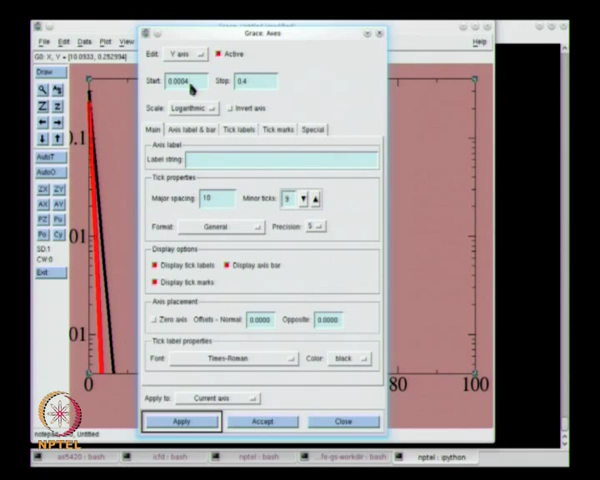 Grace: Axes
File Edit Data Plot View
Help
G0: X, Y = [10.0933, 0.252994]
Edit: Y axis Active
Start: 0.0004 Stop: 0.4
Scale: Logarithmic Invert axis
Main Axis label & bar Tick labels Tick marks Special
Axis label
Label string:
Tick properties
Major spacing: 10 Minor ticks: 9
Format: General Precision: 5
Display options
Display tick labels Display axis bar
Display tick marks
Axis placement
Zero axis Offsets - Normal: 0.0000 Opposite: 0.0000
Tick label properties
Font: Times-Roman Color: black
Apply to: Current axis
Apply Accept Close
Draw
Z z
AutoT
AutoO
ZX ZY
AX AY
PZ Pu
Po Cy
SD:1
CW:0
Exit
0.1
01
01
0 80 100
NPTEL
nptel : bash
nptel : ipython